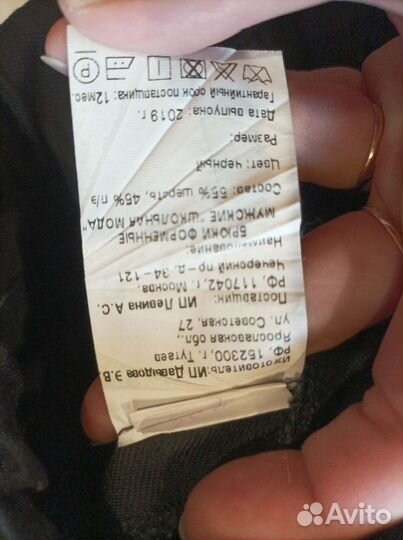 Изготовитель: ИП Давыдова Э.В
РФ, 152300, г. Тутаев
Ярославская обл.,
ул. Советская, 27
Поставщик: ИП Левина А.С.
РФ, 117042, г. Москва,
Чечерский пр-д, 34-121
Наименование:
БРЮКИ ФОРМЕННЫЕ
МУЖСКИЕ "ШКОЛЬНАЯ МОДА"
Состав: 55% шерсть, 45% п/э
Цвет: черный
Размер:
Дата выпуска: 2019 г.
Гарантийный срок поставщика: 12мес.
P
Avito